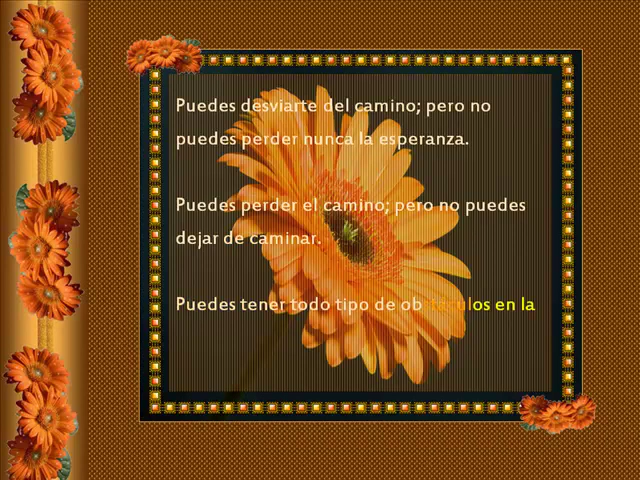 Puedes desviarte del camino; pero no
puedes perder nunca la esperanza.
Puedes perder el camino; pero no puedes
dejar de caminar.
Puedes tener todo tipo de obstáculos en la